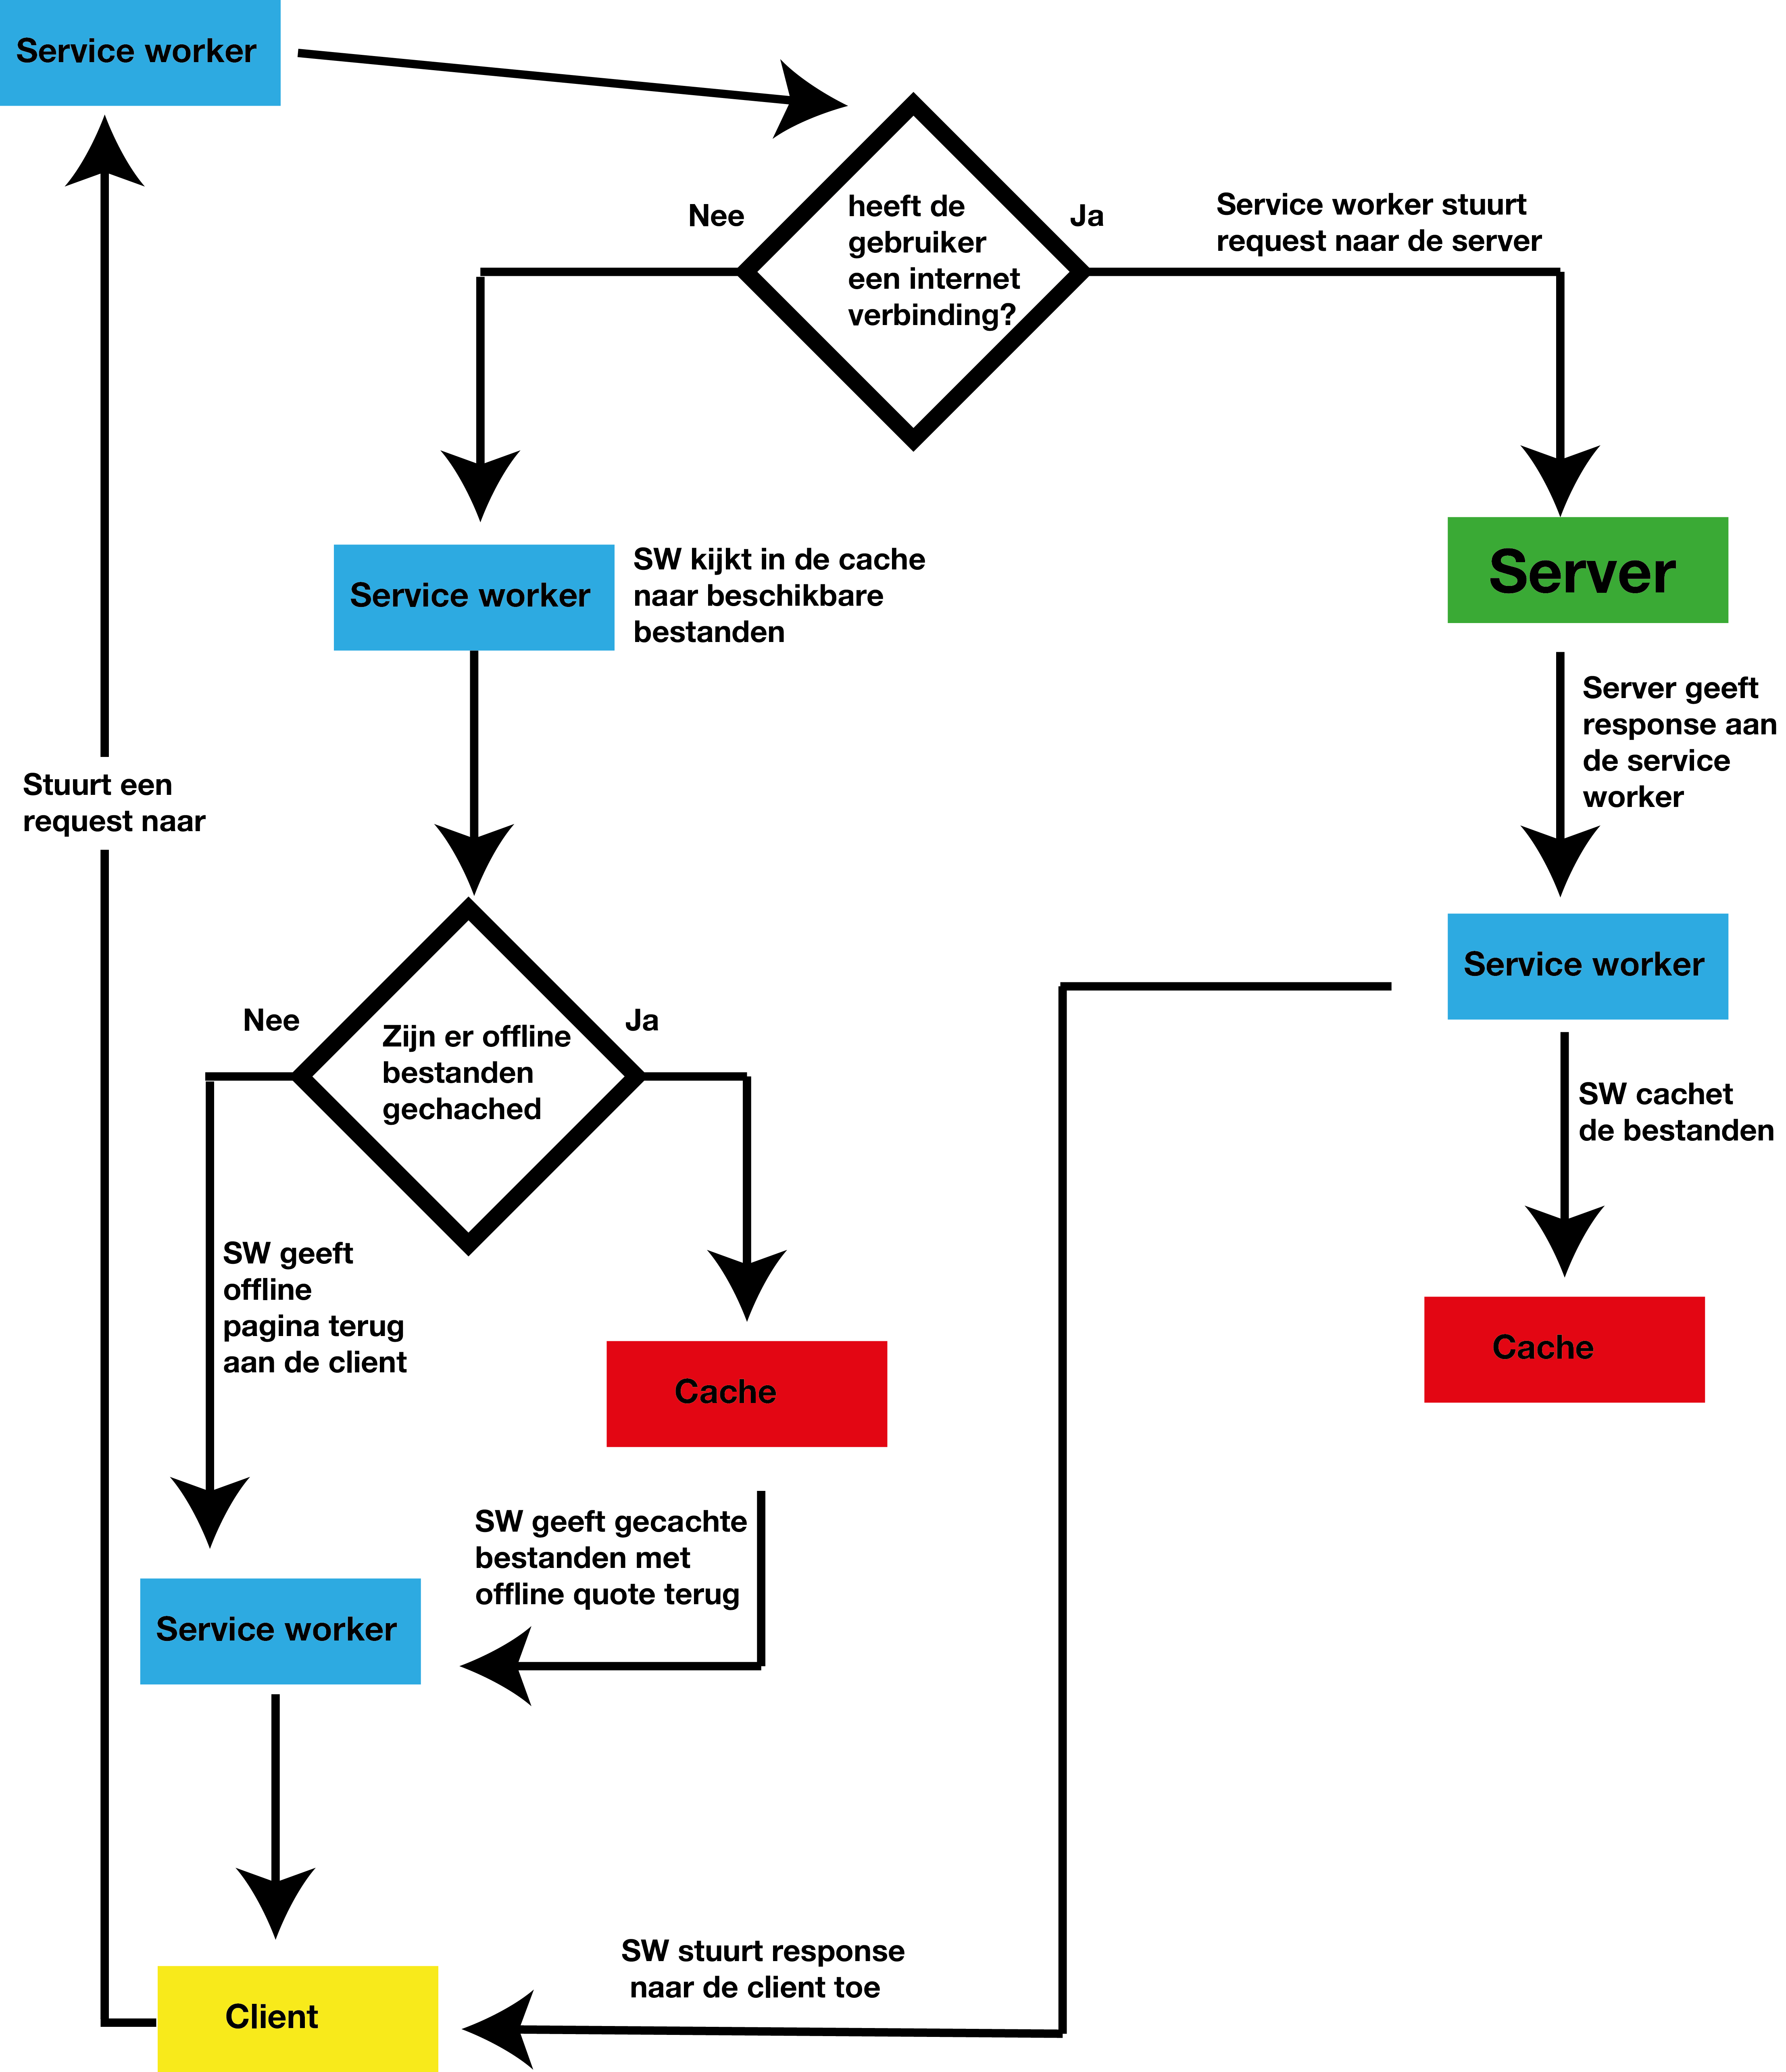 Service worker
heeft de
gebruiker
een internet
verbinding?
Nee
Ja
Service worker stuurt
request naar de server
Service worker
SW kijkt in de cache
naar beschikbare
bestanden
Server
Server geeft
response aan
de service
worker
Stuurt een
request naar
Service worker
Nee
Ja
Zijn er offline
bestanden
gechached
SW cachet
de bestanden
SW geeft
offline
pagina terug
aan de client
Cache
Cache
SW geeft gecachte
bestanden met
offline quote terug
Service worker
SW stuurt response
naar de client toe
Client